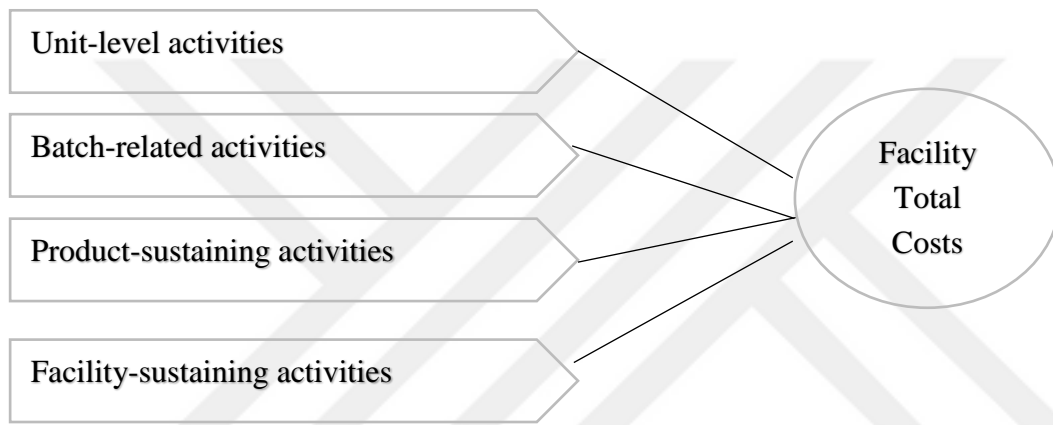 Unit-level activities
Batch-related activities
Product-sustaining activities
Facility-sustaining activities
Facility
Total
Costs